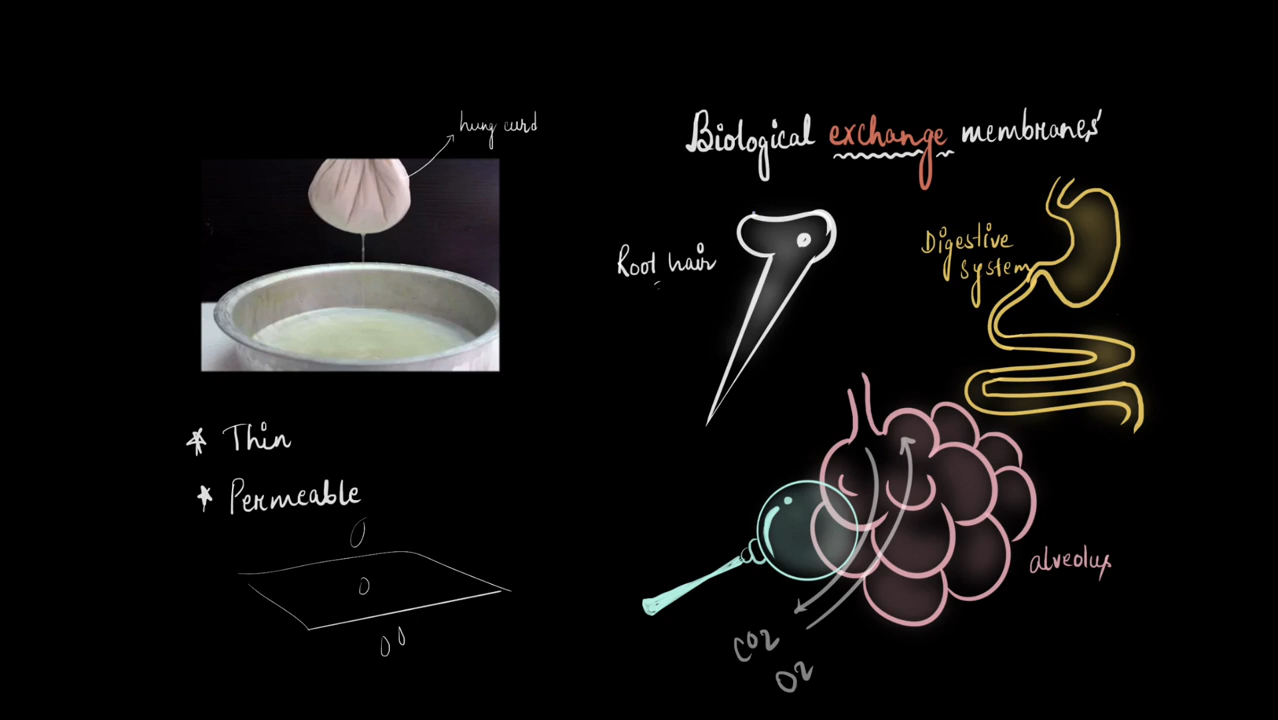 hung curd
Biological exchange membranes'
Root hair
Digestive
system
* Thin
* Permeable
alveolus
CO2
O2